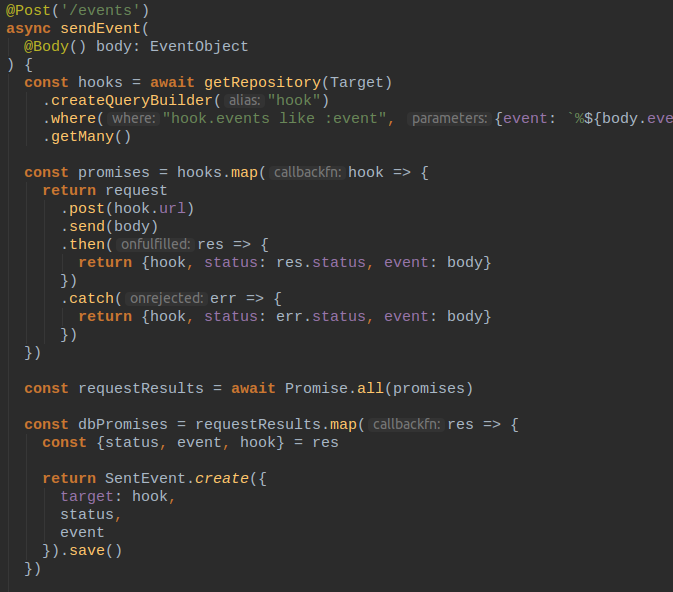 @Post('/events')
async sendEvent(
  @Body() body: EventObject
) {
  const hooks = await getRepository(Target)
    .createQueryBuilder( alias: "hook")
    .where( where: "hook.events like :event",  parameters: {event: `%${body.eve
    .getMany()

  const promises = hooks.map( callbackfn: hook => {
    return request
      .post(hook.url)
      .send(body)
      .then( onfulfilled: res => {
        return {hook, status: res.status, event: body}
      })
      .catch( onrejected: err => {
        return {hook, status: err.status, event: body}
      })
  })

  const requestResults = await Promise.all(promises)

  const dbPromises = requestResults.map( callbackfn: res => {
    const {status, event, hook} = res

    return SentEvent.create({
      target: hook,
      status,
      event
    }).save()
  })